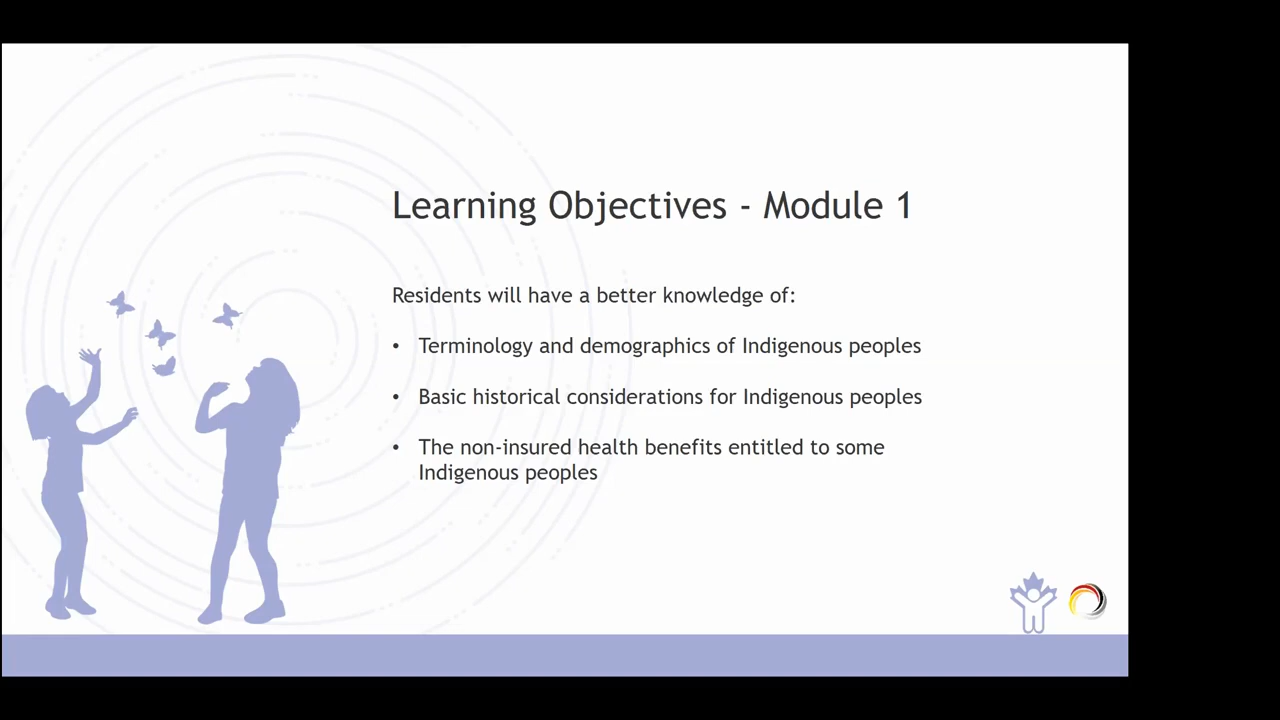 Learning Objectives - Module 1
Residents will have a better knowledge of:
• Terminology and demographics of Indigenous peoples
• Basic historical considerations for Indigenous peoples
• The non-insured health benefits entitled to some
Indigenous peoples